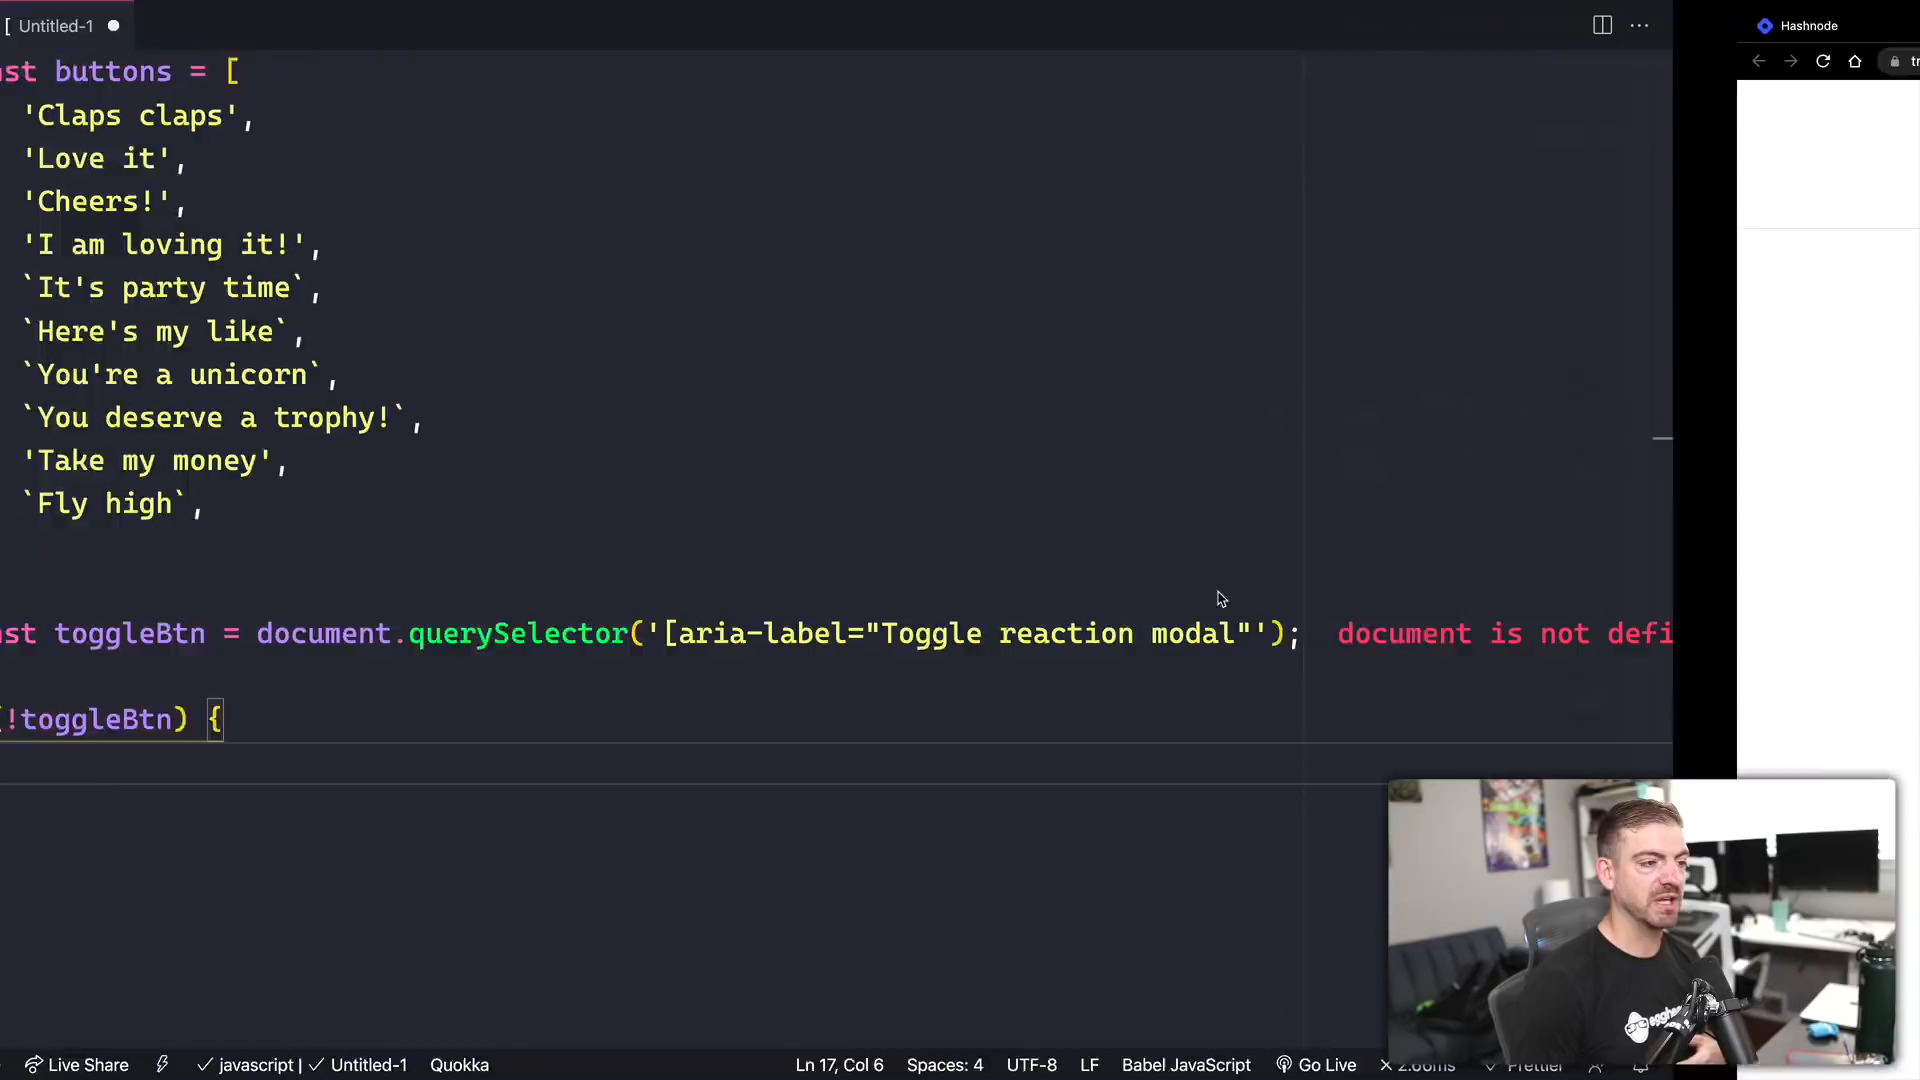 [ Untitled-1
Hashnode
ast buttons = [
'Claps claps',
'Love it',
'Cheers!',
'I am loving it!',
`It's party time`,
`Here's my like`,
`You're a unicorn`,
`You deserve a trophy!`,
'Take my money',
`Fly high`,
ast toggleBtn = document.querySelector('[aria-label="Toggle reaction modal"'); document is not defi
(!toggleBtn) {
Live Share
javascript | Untitled-1
Quokka
Ln 17, Col 6
Spaces: 4
UTF-8
LF
Babel JavaScript
Go Live
Prettier